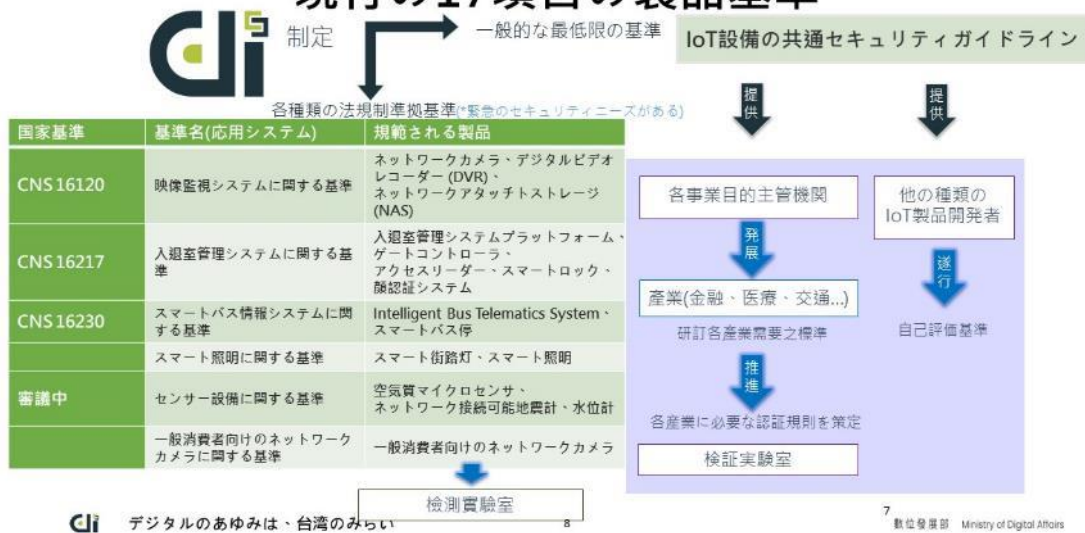 現行の17項目の製品基準
制定
一般的な最低限の基準
IoT設備の共通セキュリティガイドライン
各種類の法規制準拠基準(*緊急のセキュリティニーズがある)
提供
提供
国家基準
基準名(応用システム)
規範される製品
CNS 16120
映像監視システムに関する基準
ネットワークカメラ、デジタルビデオ
レコーダー (DVR)、
ネットワークアタッチトストレージ
(NAS)
CNS 16217
入退室管理システムに関する基
準
入退室管理システムプラットフォーム、
ゲートコントローラ、
アクセスリーダー、スマートロック、
顔認証システム
CNS 16230
スマートバス情報システムに関
する基準
Intelligent Bus Telematics System、
スマートバス停
スマート照明に関する基準
スマート街路灯、スマート照明
審議中
センサー設備に関する基準
空気質マイクロセンサ、
ネットワーク接続可能地震計、水位計
一般消費者向けのネットワーク
カメラに関する基準
一般消費者向けのネットワークカメラ
檢測實驗室
各事業目的主管機関
発展
産業(金融、医療、交通...)
研訂各產業需要之標準
推進
各産業に必要な認証規則を策定
検証実験室
他の種類の
IoT製品開発者
遂行
自己評価基準
デジタルのあゆみは、台湾のみらい
8
7
數位發展部 Ministry of Digital Affairs